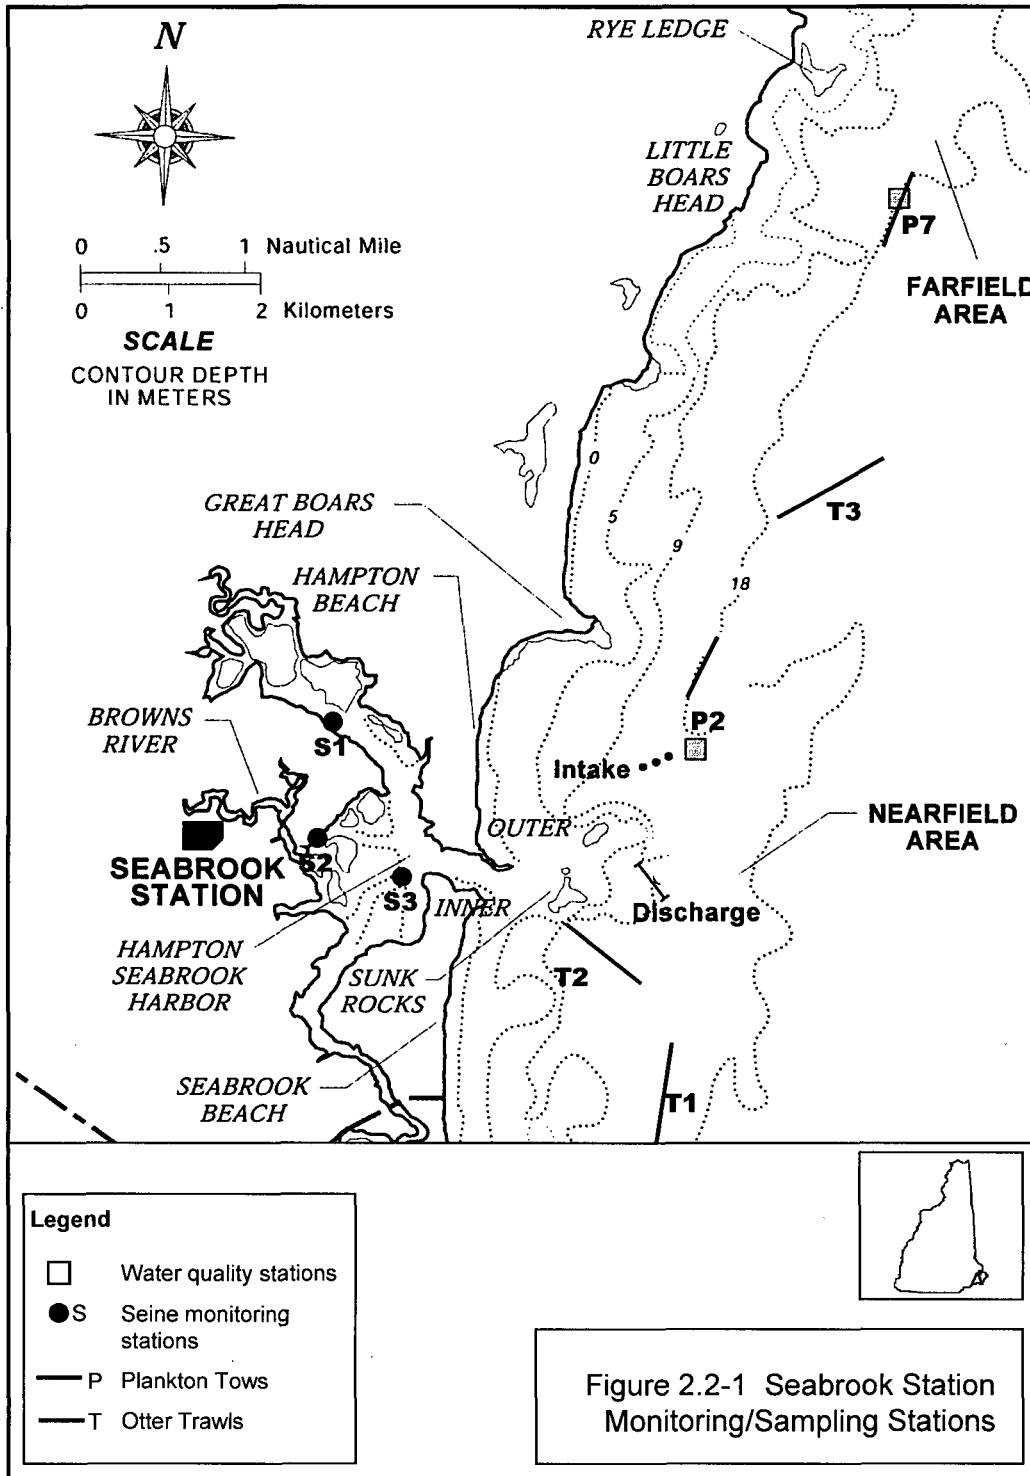 N
RYE LEDGE
LITTLE
BOARS
HEAD
P7
FARFIELD
AREA
0 .5 1 Nautical Mile
0 1 2 Kilometers
SCALE
CONTOUR DEPTH
IN METERS
0
5
9
18
T3
GREAT BOARS
HEAD
HAMPTON
BEACH
BROWNS
RIVER
S1
P2
Intake
OUTER
NEARFIELD
AREA
S2
SEABROOK
STATION
S3
INNER
Discharge
HAMPTON
SEABROOK
HARBOR
SUNK
ROCKS
T2
SEABROOK
BEACH
T1
Legend
Water quality stations
S Seine monitoring
stations
P Plankton Tows
T Otter Trawls
Figure 2.2-1 Seabrook Station
Monitoring/Sampling Stations